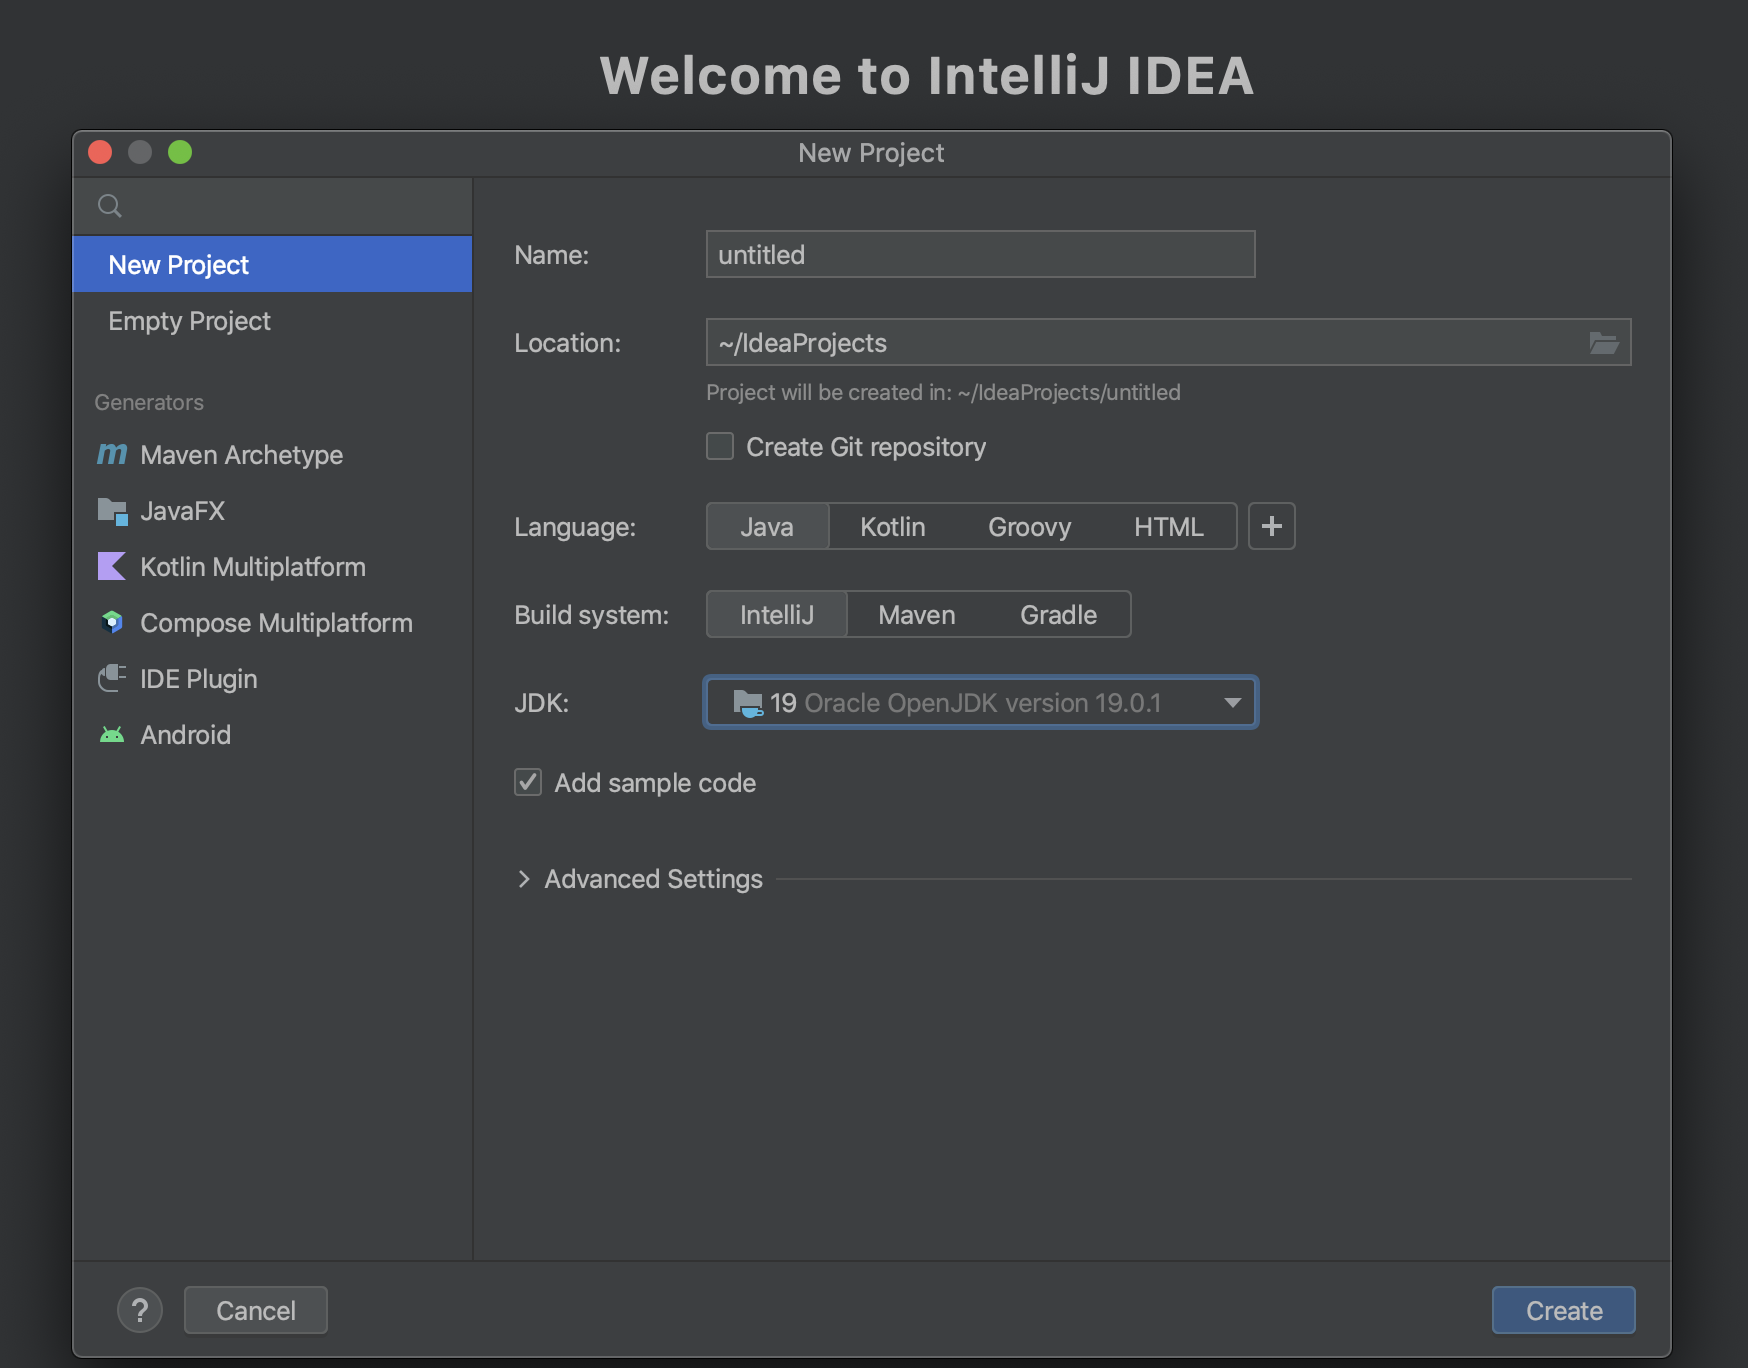 Welcome to IntelliJ IDEA
New Project
New Project
Empty Project
Generators
Maven Archetype
JavaFX
Kotlin Multiplatform
Compose Multiplatform
IDE Plugin
Android
Name: untitled
Location: ~/IdeaProjects
Project will be created in: ~/IdeaProjects/untitled
Create Git repository
Language: Java Kotlin Groovy HTML +
Build system: IntelliJ Maven Gradle
JDK: 19 Oracle OpenJDK version 19.0.1
Add sample code
Advanced Settings
? Cancel Create